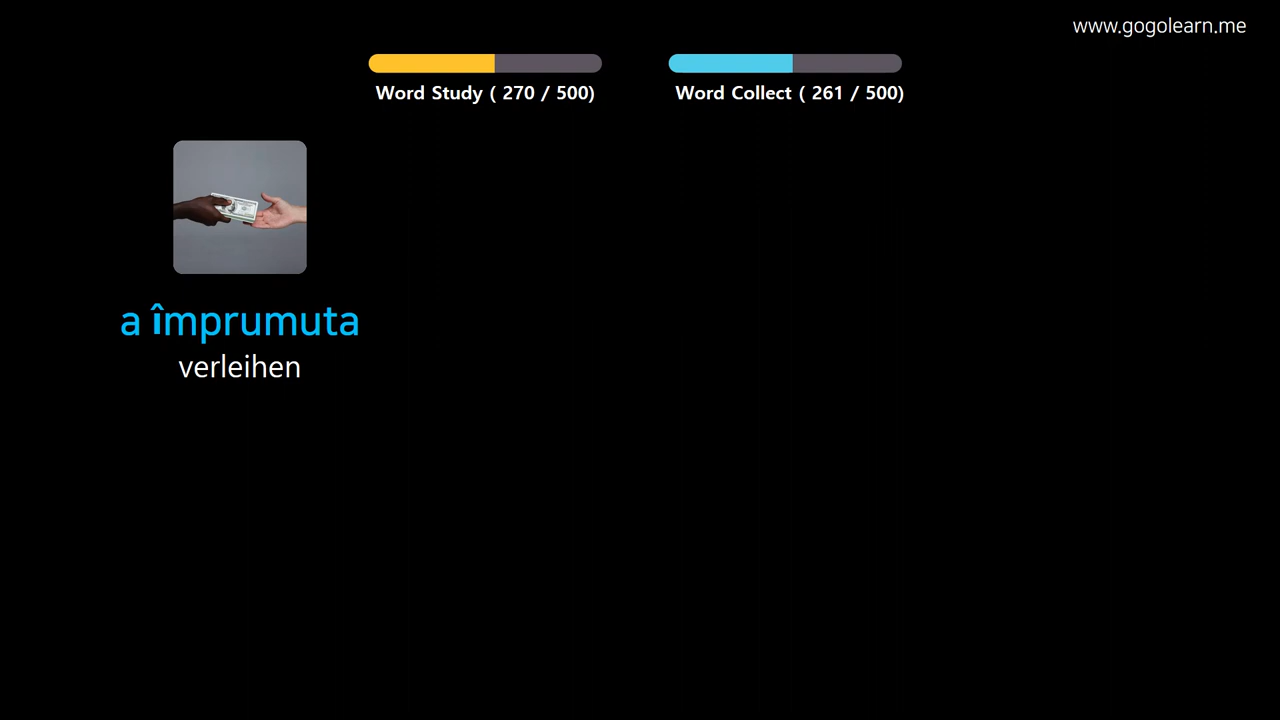 www.gogolearn.me
Word Study ( 270 / 500)
Word Collect ( 261 / 500)
a împrumuta
verleihen